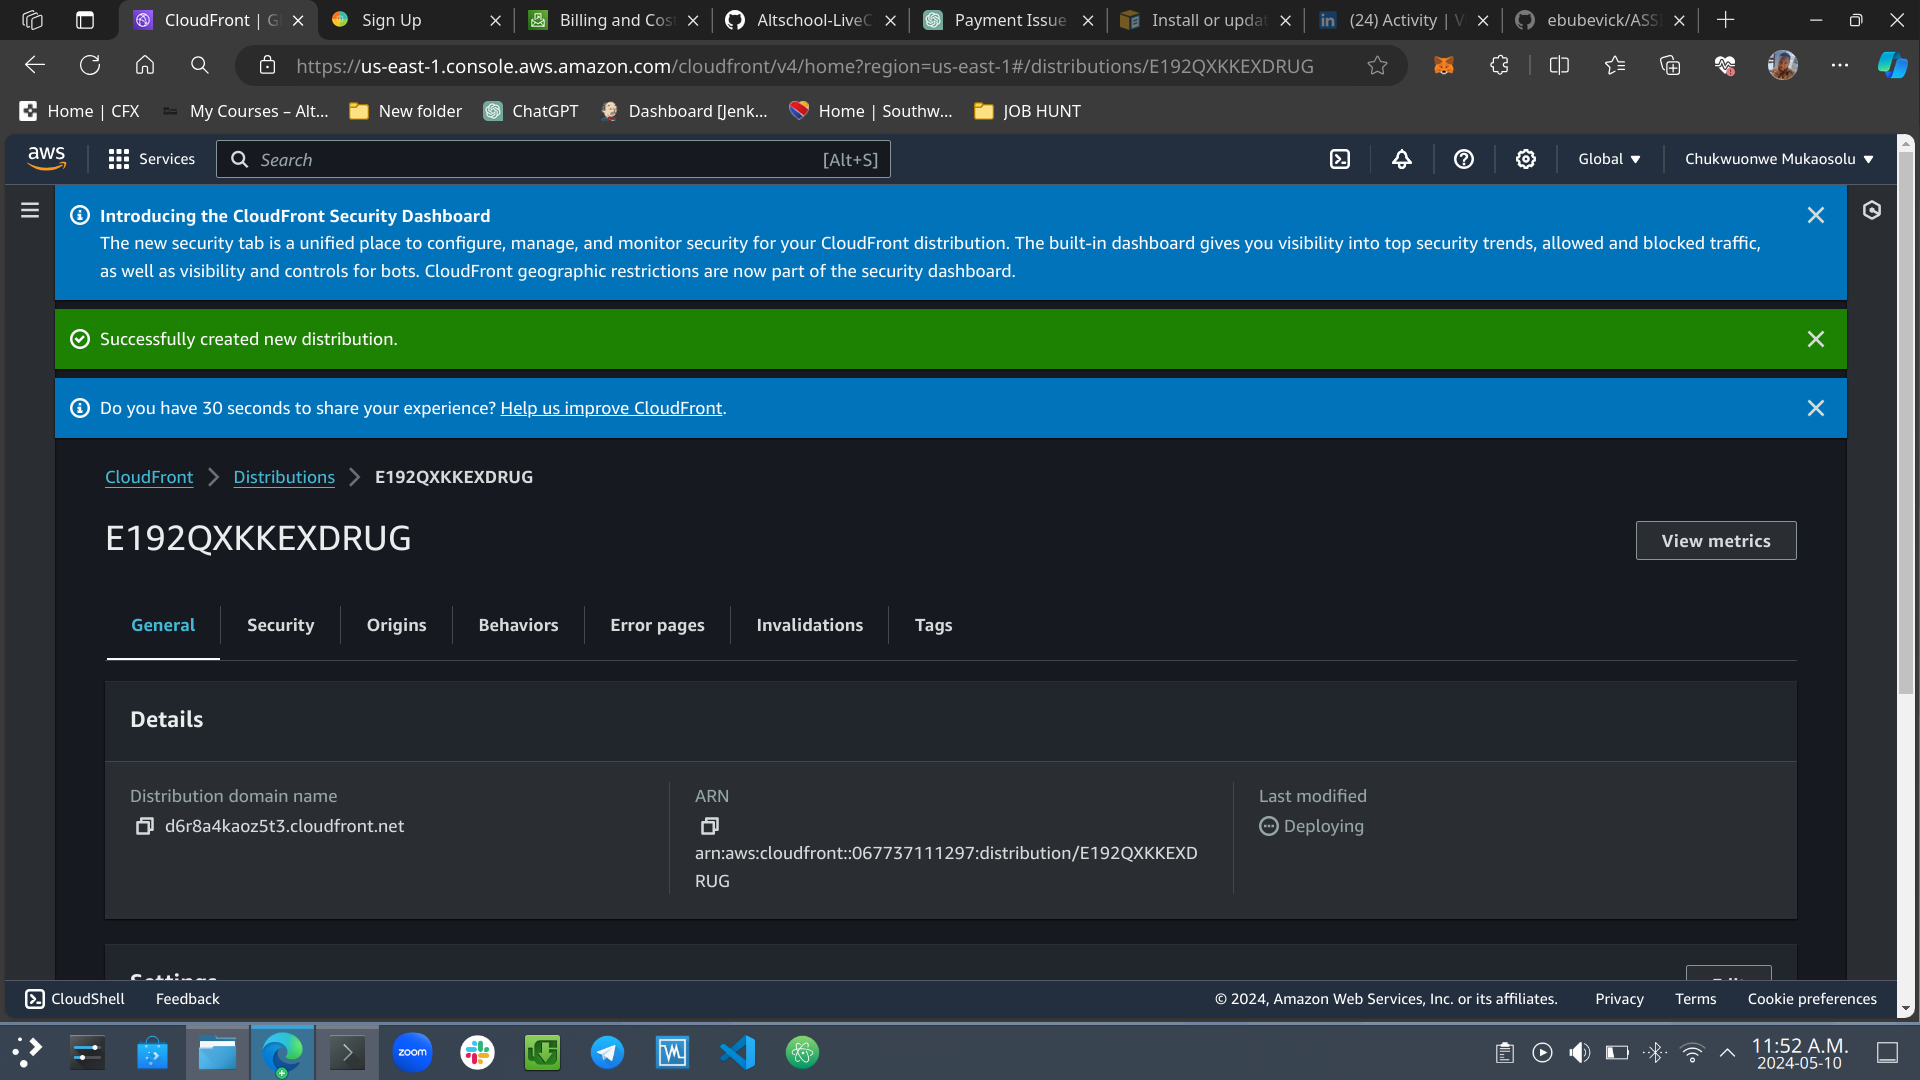 CloudFront | G
Sign Up
Billing and Cos
Altschool-LiveC
Payment Issue
Install or updat
(24) Activity | V
ebubevick/ASS
https://us-east-1.console.aws.amazon.com/cloudfront/v4/home?region=us-east-1#/distributions/E192QXKKEXDRUG
Home | CFX
My Courses – Alt...
New folder
ChatGPT
Dashboard [Jenk...
Home | Southw...
JOB HUNT
aws
Services
Search
[Alt+S]
Global
Chukwuonwe Mukaosolu
Introducing the CloudFront Security Dashboard
The new security tab is a unified place to configure, manage, and monitor security for your CloudFront distribution. The built-in dashboard gives you visibility into top security trends, allowed and blocked traffic,
as well as visibility and controls for bots. CloudFront geographic restrictions are now part of the security dashboard.
Successfully created new distribution.
Do you have 30 seconds to share your experience? Help us improve CloudFront.
CloudFront
Distributions
E192QXKKEXDRUG
E192QXKKEXDRUG
View metrics
General
Security
Origins
Behaviors
Error pages
Invalidations
Tags
Details
Distribution domain name
d6r8a4kaoz5t3.cloudfront.net
ARN
arn:aws:cloudfront::067737111297:distribution/E192QXKKEXD
RUG
Last modified
Deploying
Settings
Edit
CloudShell
Feedback
© 2024, Amazon Web Services, Inc. or its affiliates.
Privacy
Terms
Cookie preferences
zoom
11:52 A.M.
2024-05-10